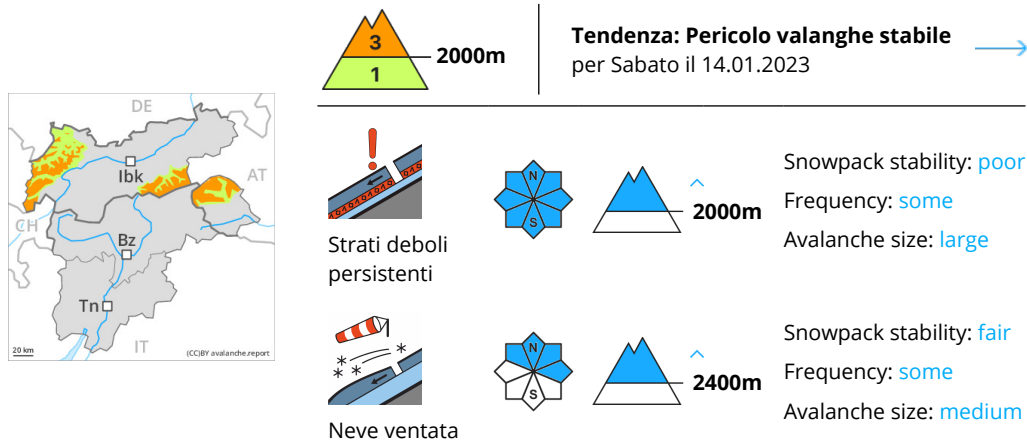 3
1
2000m
Tendenza: Pericolo valanghe stabile
per Sabato il 14.01.2023
DE
Ibk
AT
CH
Bz
Tn
IT
20 km
(CC)BY avalanche.report
Strati deboli
persistenti
N
S
2000m
Snowpack stability: poor
Frequency: some
Avalanche size: large
Neve ventata
N
S
2400m
Snowpack stability: fair
Frequency: some
Avalanche size: medium